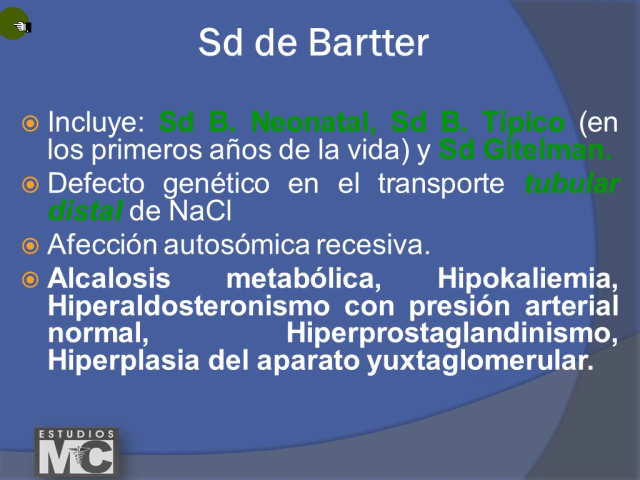 Sd de Bartter
Incluye: Sd B. Neonatal, Sd B. Típico (en
los primeros años de la vida) y Sd Gitelman.
Defecto genético en el transporte tubular
distal de NaCl
Afección autosómica recesiva.
Alcalosis metabólica, Hipokaliemia,
Hiperaldosteronismo con presión arterial
normal, Hiperprostaglandinismo,
Hiperplasia del aparato yuxtaglomerular.
ESTUDIOS
MC